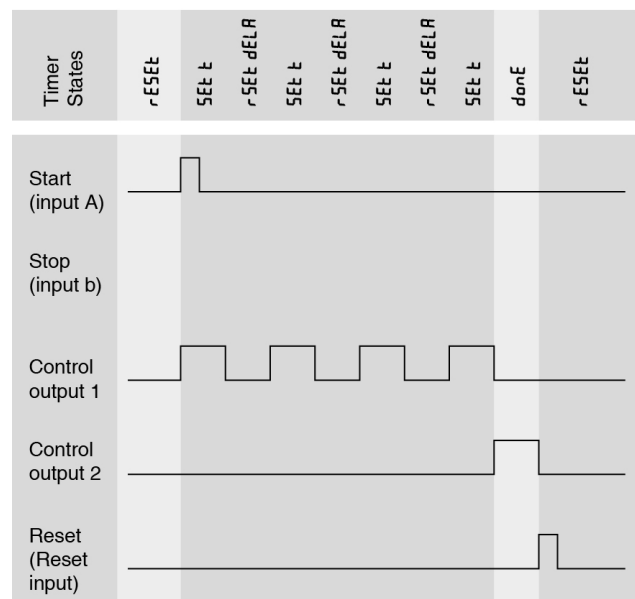 Timer
States
rESEt
SEt t
rSEt dELA
SEt t
rSEt dELA
SEt t
rSEt dELA
SEt t
donE
rESEt
Start
(input A)
Stop
(input b)
Control
output 1
Control
output 2
Reset
(Reset
input)